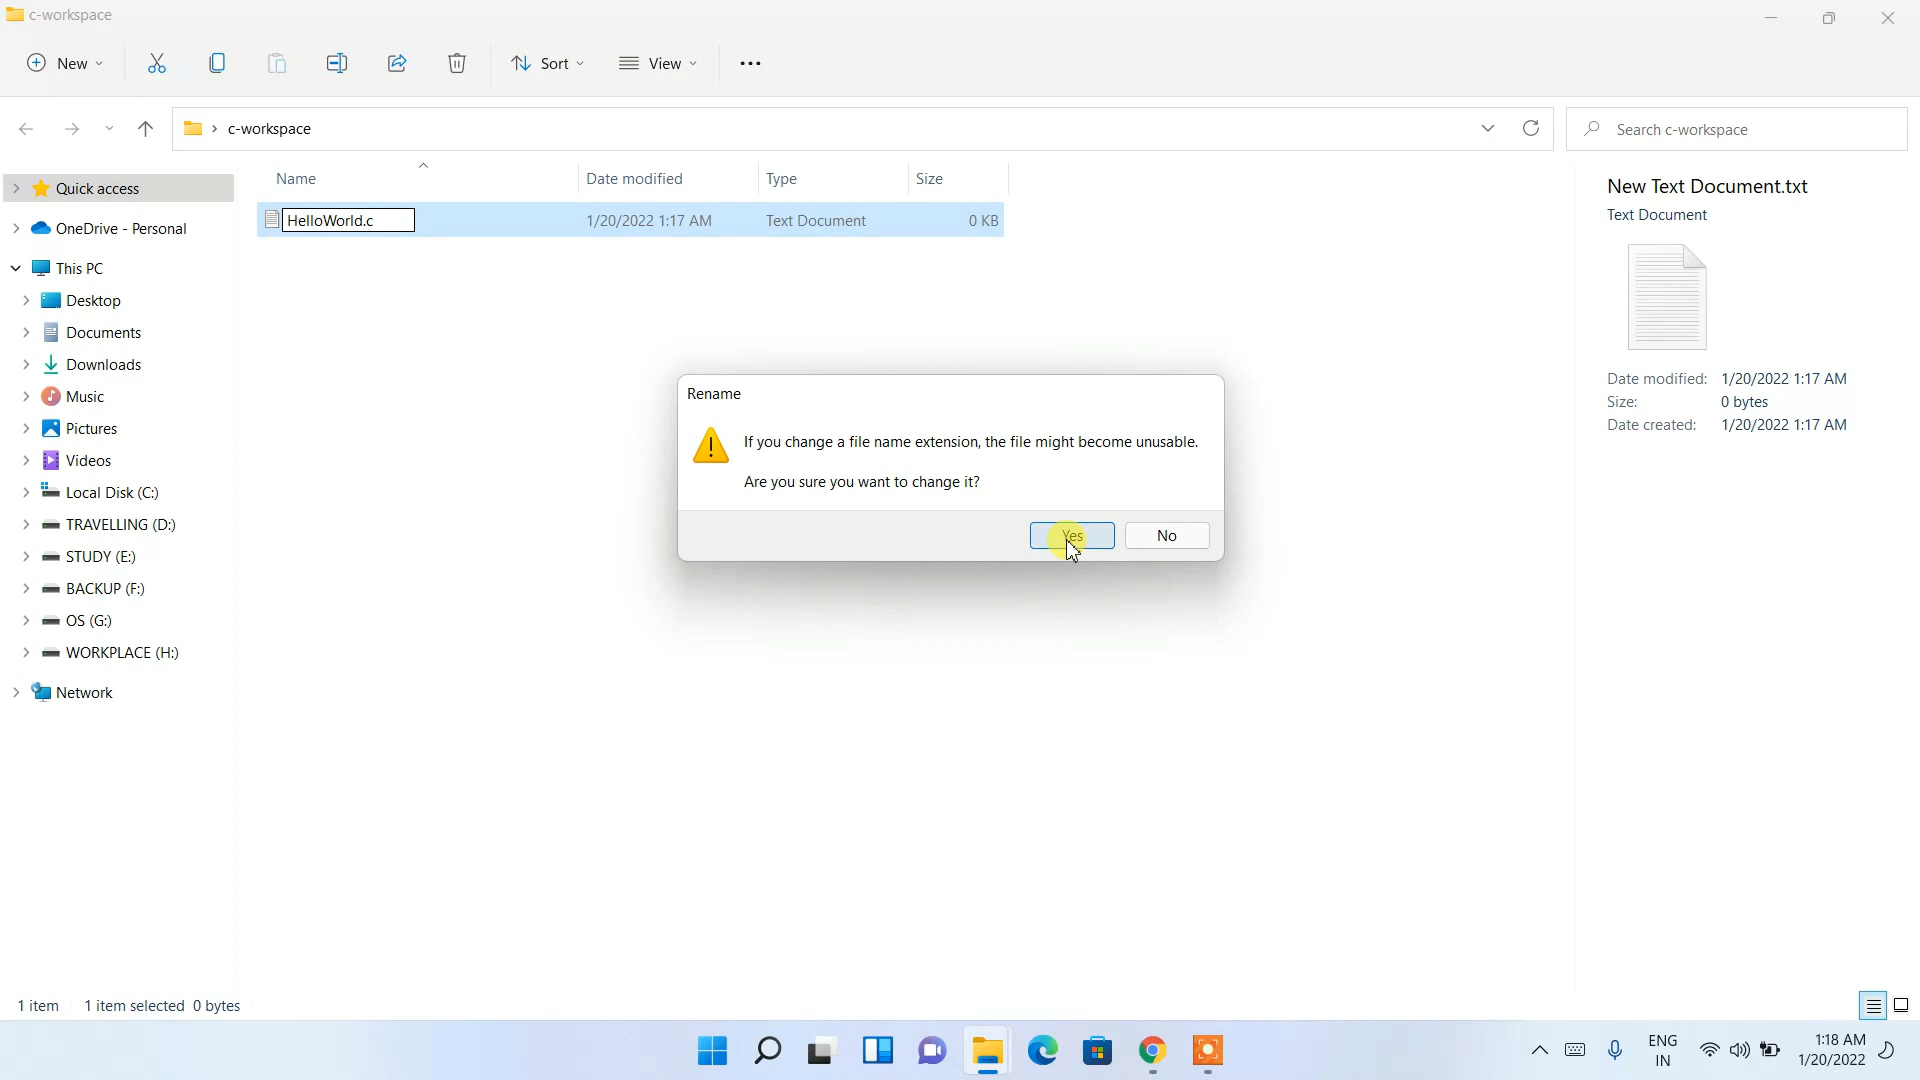 c-workspace
New
Sort
View
c-workspace
Search c-workspace
Name
Date modified
Type
Size
HelloWorld.c
1/20/2022 1:17 AM
Text Document
0 KB
Quick access
OneDrive - Personal
This PC
Desktop
Documents
Downloads
Music
Pictures
Videos
Local Disk (C:)
TRAVELLING (D:)
STUDY (E:)
BACKUP (F:)
OS (G:)
WORKPLACE (H:)
Network
Rename
If you change a file name extension, the file might become unusable.
Are you sure you want to change it?
Yes
No
New Text Document.txt
Text Document
Date modified: 1/20/2022 1:17 AM
Size: 0 bytes
Date created: 1/20/2022 1:17 AM
1 item
1 item selected 0 bytes
ENG
IN
1:18 AM
1/20/2022